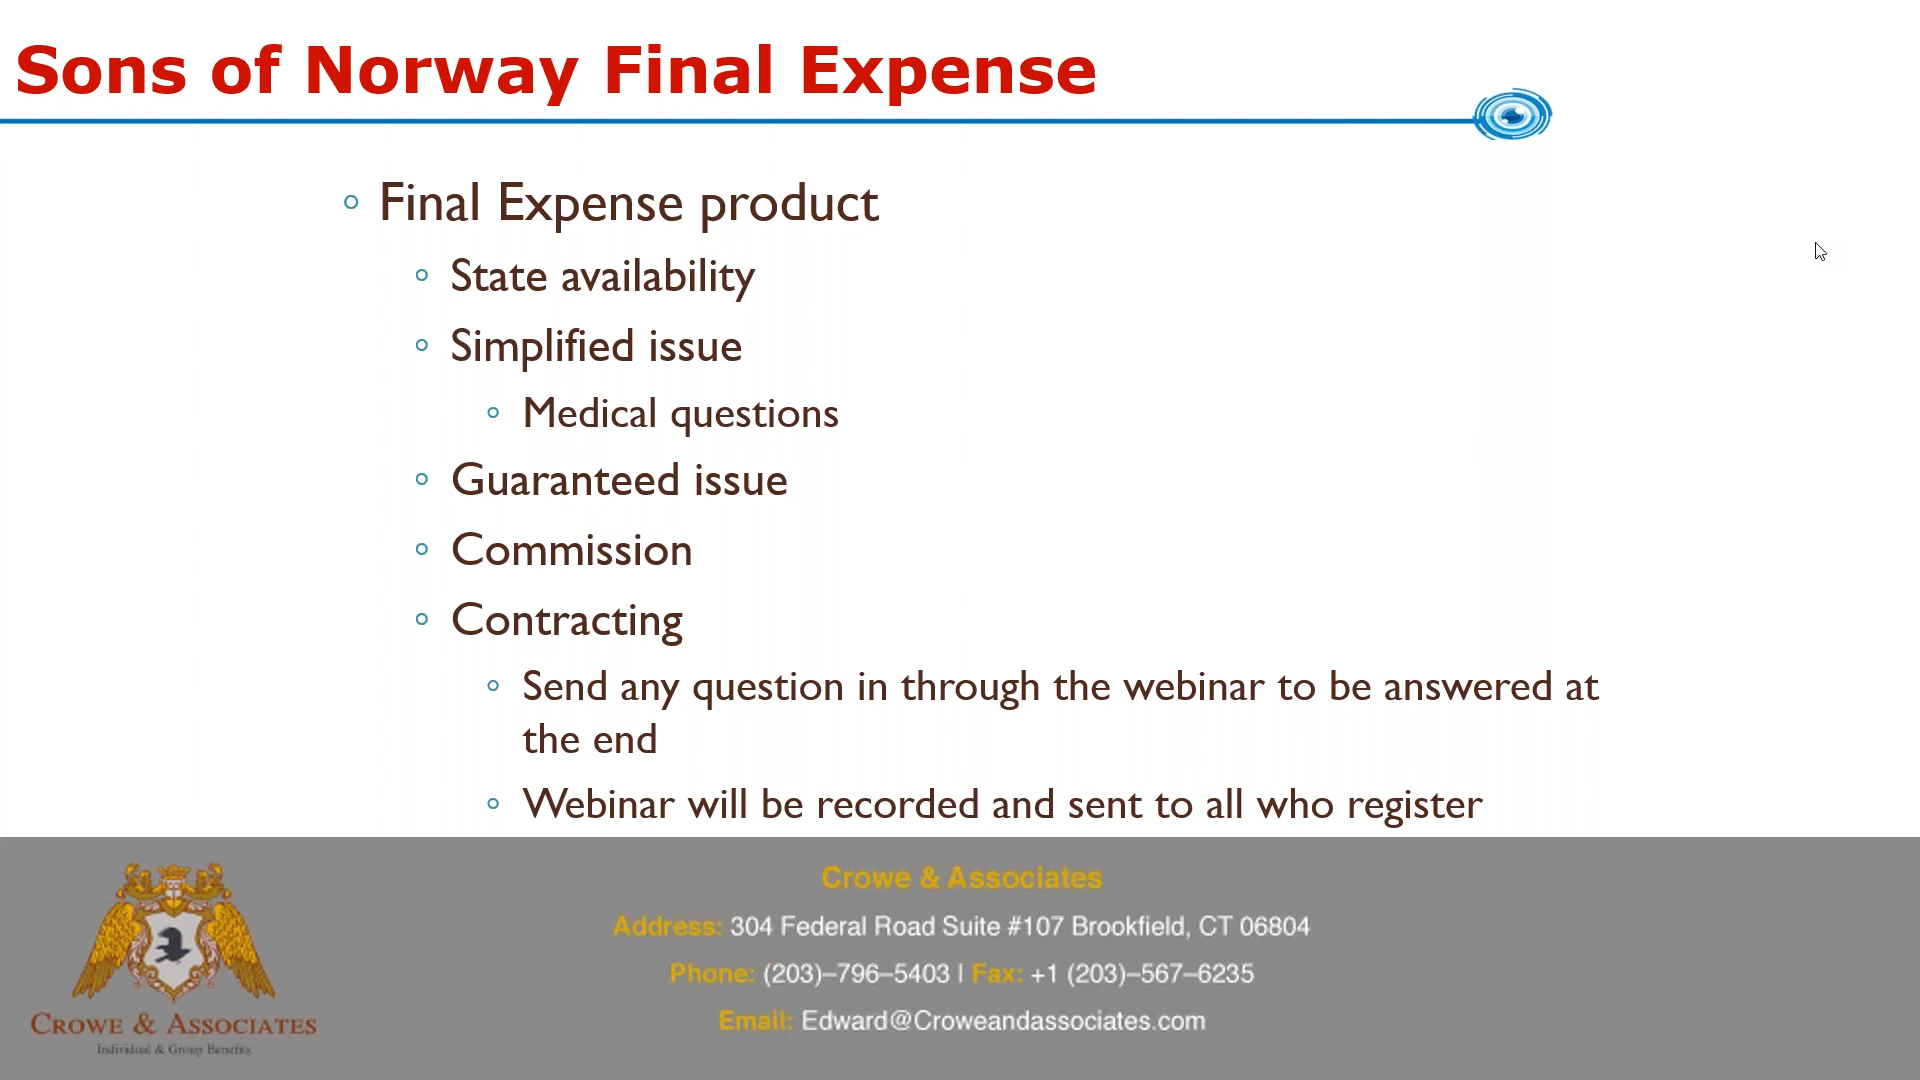 Sons of Norway Final Expense
Final Expense product
State availability
Simplified issue
Medical questions
Guaranteed issue
Commission
Contracting
Send any question in through the webinar to be answered at
the end
Webinar will be recorded and sent to all who register
Crowe & Associates
Address: 304 Federal Road Suite #107 Brookfield, CT 06804
Phone: (203)–796–5403 | Fax: +1 (203)–567–6235
Email: Edward@Croweandassociates.com
CROWE & ASSOCIATES
Individual & Group Benefits